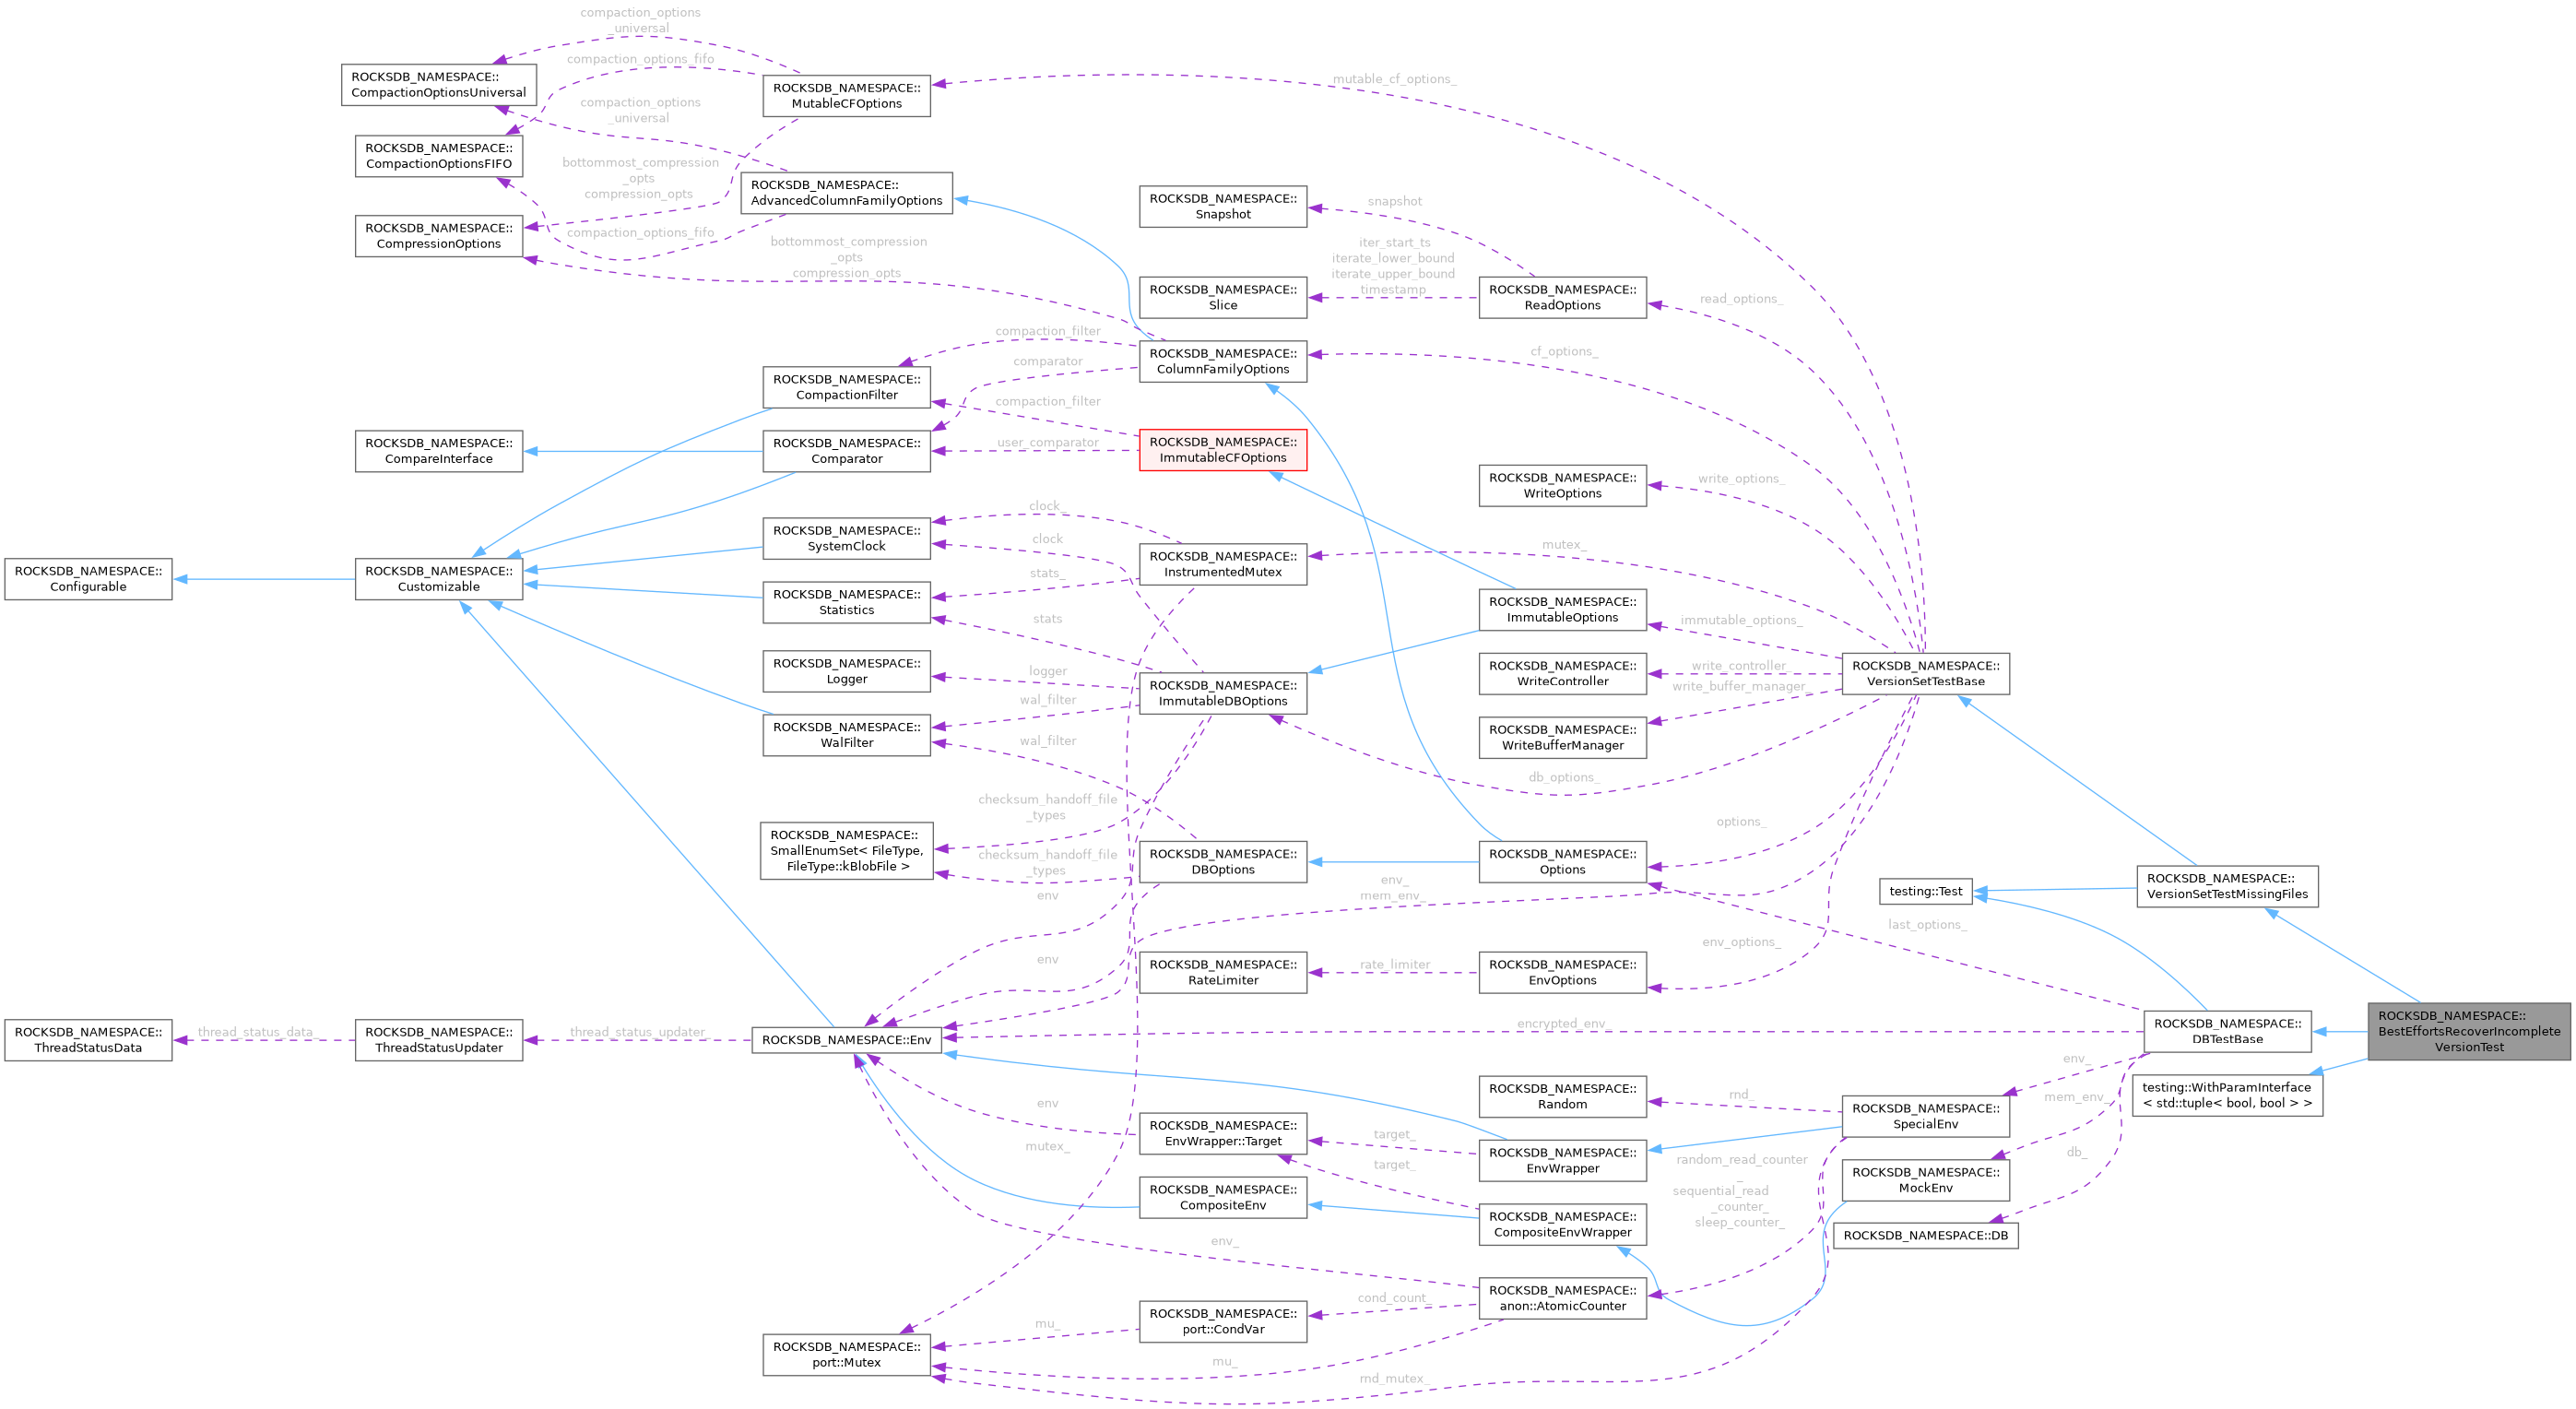 compaction_options
_universal
ROCKSDB_NAMESPACE::
CompactionOptionsUniversal
compaction_options_fifo
ROCKSDB_NAMESPACE::
MutableCFOptions
mutable_cf_options_
compaction_options
_universal
ROCKSDB_NAMESPACE::
CompactionOptionsFIFO
bottommost_compression
_opts
compression_opts
ROCKSDB_NAMESPACE::
AdvancedColumnFamilyOptions
ROCKSDB_NAMESPACE::
Snapshot
snapshot
ROCKSDB_NAMESPACE::
CompressionOptions
compaction_options_fifo
bottommost_compression
_opts
compression_opts
iter_start_ts
iterate_lower_bound
iterate_upper_bound
timestamp
ROCKSDB_NAMESPACE::
Slice
ROCKSDB_NAMESPACE::
ReadOptions
read_options_
compaction_filter
ROCKSDB_NAMESPACE::
ColumnFamilyOptions
cf_options_
comparator
ROCKSDB_NAMESPACE::
CompactionFilter
compaction_filter
ROCKSDB_NAMESPACE::
CompareInterface
ROCKSDB_NAMESPACE::
Comparator
user_comparator
ROCKSDB_NAMESPACE::
ImmutableCFOptions
ROCKSDB_NAMESPACE::
WriteOptions
write_options_
clock_
ROCKSDB_NAMESPACE::
SystemClock
clock
ROCKSDB_NAMESPACE::
InstrumentedMutex
mutex_
ROCKSDB_NAMESPACE::
Configurable
ROCKSDB_NAMESPACE::
Customizable
stats_
ROCKSDB_NAMESPACE::
Statistics
stats
ROCKSDB_NAMESPACE::
ImmutableOptions
immutable_options_
ROCKSDB_NAMESPACE::
Logger
logger
ROCKSDB_NAMESPACE::
ImmutableDBOptions
ROCKSDB_NAMESPACE::
WriteController
write_controller_
write_buffer_manager_
ROCKSDB_NAMESPACE::
VersionSetTestBase
wal_filter
ROCKSDB_NAMESPACE::
WalFilter
wal_filter
ROCKSDB_NAMESPACE::
WriteBufferManager
db_options_
checksum_handoff_file
_types
ROCKSDB_NAMESPACE::
SmallEnumSet< FileType,
FileType::kBlobFile >
checksum_handoff_file
_types
env
ROCKSDB_NAMESPACE::
DBOptions
ROCKSDB_NAMESPACE::
Options
options_
env_
mem_env_
testing::Test
ROCKSDB_NAMESPACE::
VersionSetTestMissingFiles
last_options_
env_options_
env
ROCKSDB_NAMESPACE::
RateLimiter
rate_limiter
ROCKSDB_NAMESPACE::
EnvOptions
ROCKSDB_NAMESPACE::
ThreadStatusData
thread_status_data_
ROCKSDB_NAMESPACE::
ThreadStatusUpdater
thread_status_updater_
ROCKSDB_NAMESPACE::Env
encrypted_env_
ROCKSDB_NAMESPACE::
DBTestBase
ROCKSDB_NAMESPACE::
BestEffortsRecoverIncomplete
VersionTest
env_
mem_env_
db_
testing::WithParamInterface
< std::tuple< bool, bool > >
ROCKSDB_NAMESPACE::
Random
rnd_
ROCKSDB_NAMESPACE::
SpecialEnv
env
mutex_
ROCKSDB_NAMESPACE::
EnvWrapper::Target
target_
target_
ROCKSDB_NAMESPACE::
EnvWrapper
random_read_counter
_
sequential_read
_counter_
sleep_counter_
ROCKSDB_NAMESPACE::
MockEnv
ROCKSDB_NAMESPACE::
CompositeEnv
ROCKSDB_NAMESPACE::
CompositeEnvWrapper
ROCKSDB_NAMESPACE::DB
env_
ROCKSDB_NAMESPACE::
anon::AtomicCounter
cond_count_
ROCKSDB_NAMESPACE::
port::CondVar
mu_
ROCKSDB_NAMESPACE::
port::Mutex
mu_
rnd_mutex_